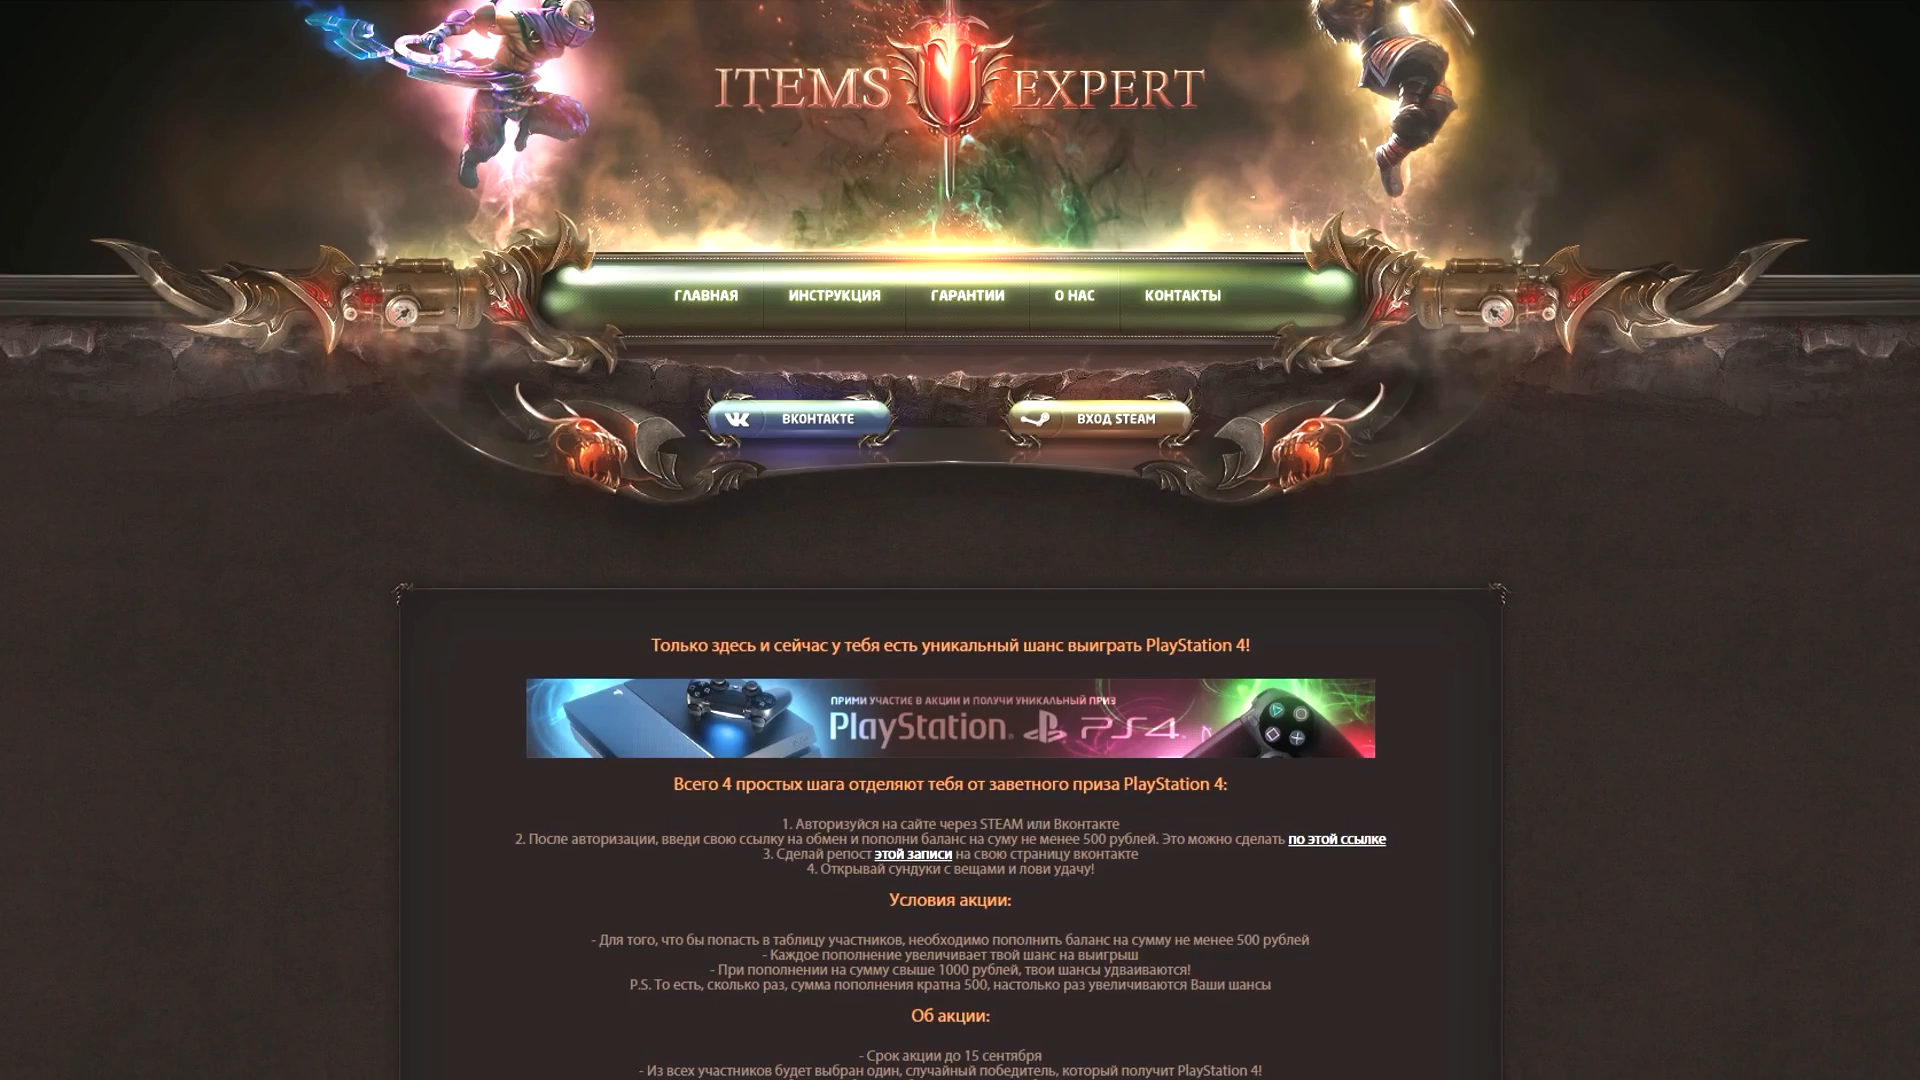 ITEMS EXPERT
ГЛАВНАЯ ИНСТРУКЦИЯ ГАРАНТИИ О НАС КОНТАКТЫ
ВКОНТАКТЕ ВХОД STEAM
Только здесь и сейчас у тебя есть уникальный шанс выиграть PlayStation 4!
ПРИМИ УЧАСТИЕ В АКЦИИ И ПОЛУЧИ УНИКАЛЬНЫЙ ПРИЗ
PlayStation. PS4
Всего 4 простых шага отделяют тебя от заветного приза PlayStation 4:
1. Авторизуйся на сайте через STEAM или Вконтакте
2. После авторизации, введи свою ссылку на обмен и пополни баланс на суму не менее 500 рублей. Это можно сделать по этой ссылке
3. Сделай репост этой записи на свою страницу вконтакте
4. Открывай сундуки с вещами и лови удачу!
Условия акции:
- Для того, что бы попасть в таблицу участников, необходимо пополнить баланс на сумму не менее 500 рублей
- Каждое пополнение увеличивает твой шанс на выигрыш
- При пополнении на сумму свыше 1000 рублей, твои шансы удваиваются!
P.S. То есть, сколько раз, сумма пополнения кратна 500, настолько раз увеличиваются Ваши шансы
Об акции:
- Срок акции до 15 сентября
- Из всех участников будет выбран один, случайный победитель, который получит PlayStation 4!